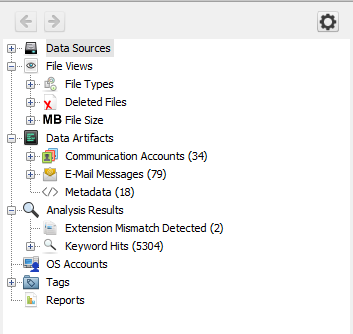 Data Sources
File Views
File Types
Deleted Files
MB File Size
Data Artifacts
Communication Accounts (34)
E-Mail Messages (79)
Metadata (18)
Analysis Results
Extension Mismatch Detected (2)
Keyword Hits (5304)
OS Accounts
Tags
Reports